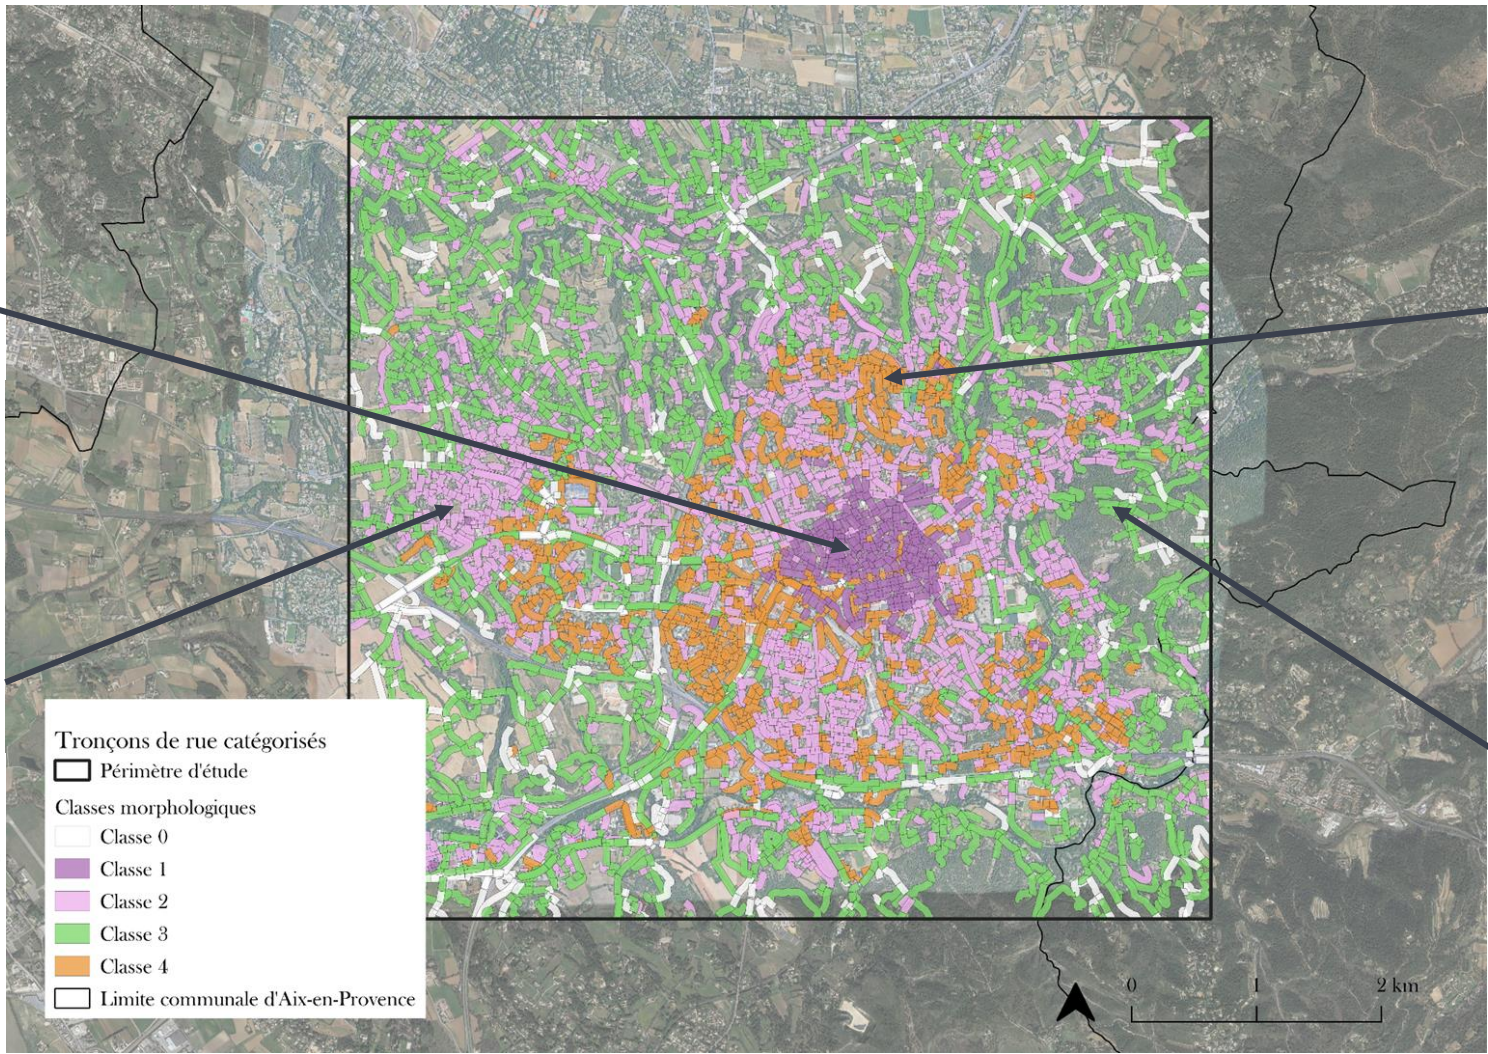 Tronçons de rue catégorisés
Périmètre d'étude
Classes morphologiques
Classe 0
Classe 1
Classe 2
Classe 3
Classe 4
Limite communale d'Aix-en-Provence
0 1 2 km